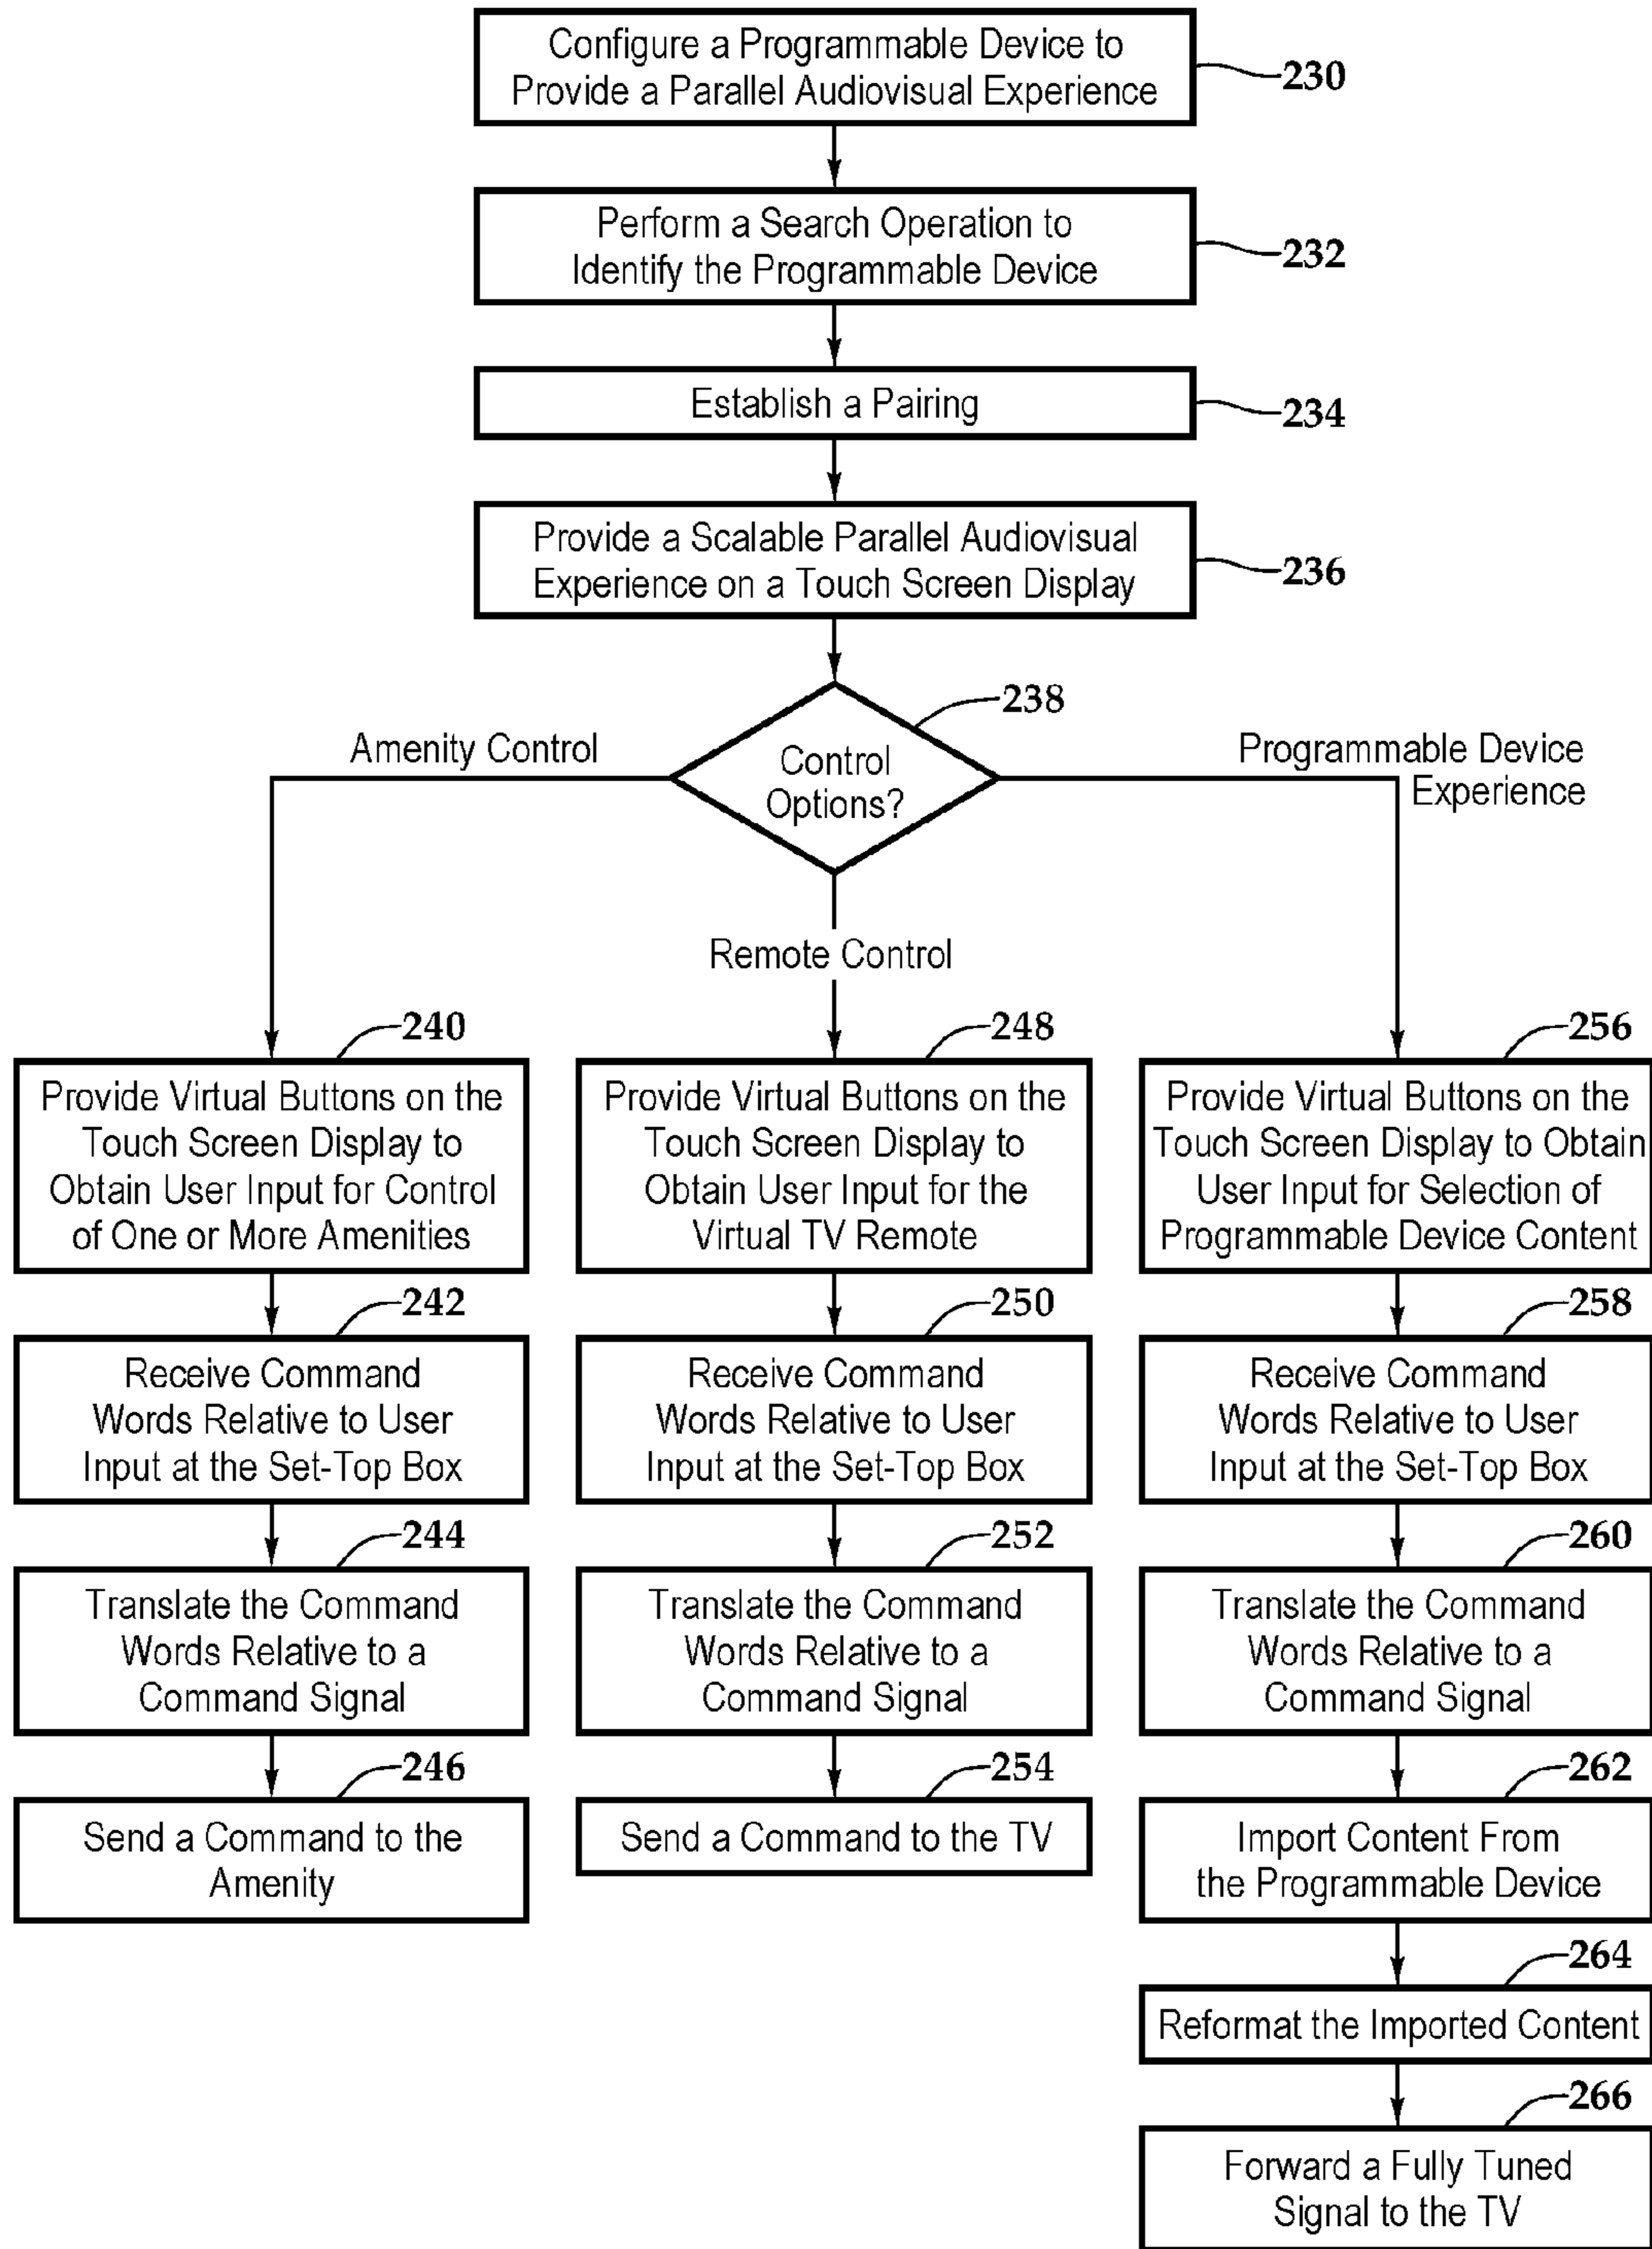 Configure a Programmable Device to
Provide a Parallel Audiovisual Experience
230
Perform a Search Operation to
Identify the Programmable Device
232
Establish a Pairing
234
Provide a Scalable Parallel Audiovisual
Experience on a Touch Screen Display
236
238
Control
Options?
Amenity Control
Remote Control
Programmable Device
Experience
240
Provide Virtual Buttons on the
Touch Screen Display to
Obtain User Input for Control
of One or More Amenities
242
Receive Command
Words Relative to User
Input at the Set-Top Box
244
Translate the Command
Words Relative to a
Command Signal
246
Send a Command to the
Amenity
248
Provide Virtual Buttons on the
Touch Screen Display to
Obtain User Input for the
Virtual TV Remote
250
Receive Command
Words Relative to User
Input at the Set-Top Box
252
Translate the Command
Words Relative to a
Command Signal
254
Send a Command to the TV
256
Provide Virtual Buttons on the
Touch Screen Display to Obtain
User Input for Selection of
Programmable Device Content
258
Receive Command
Words Relative to User
Input at the Set-Top Box
260
Translate the Command
Words Relative to a
Command Signal
262
Import Content From
the Programmable Device
264
Reformat the Imported Content
266
Forward a Fully Tuned
Signal to the TV